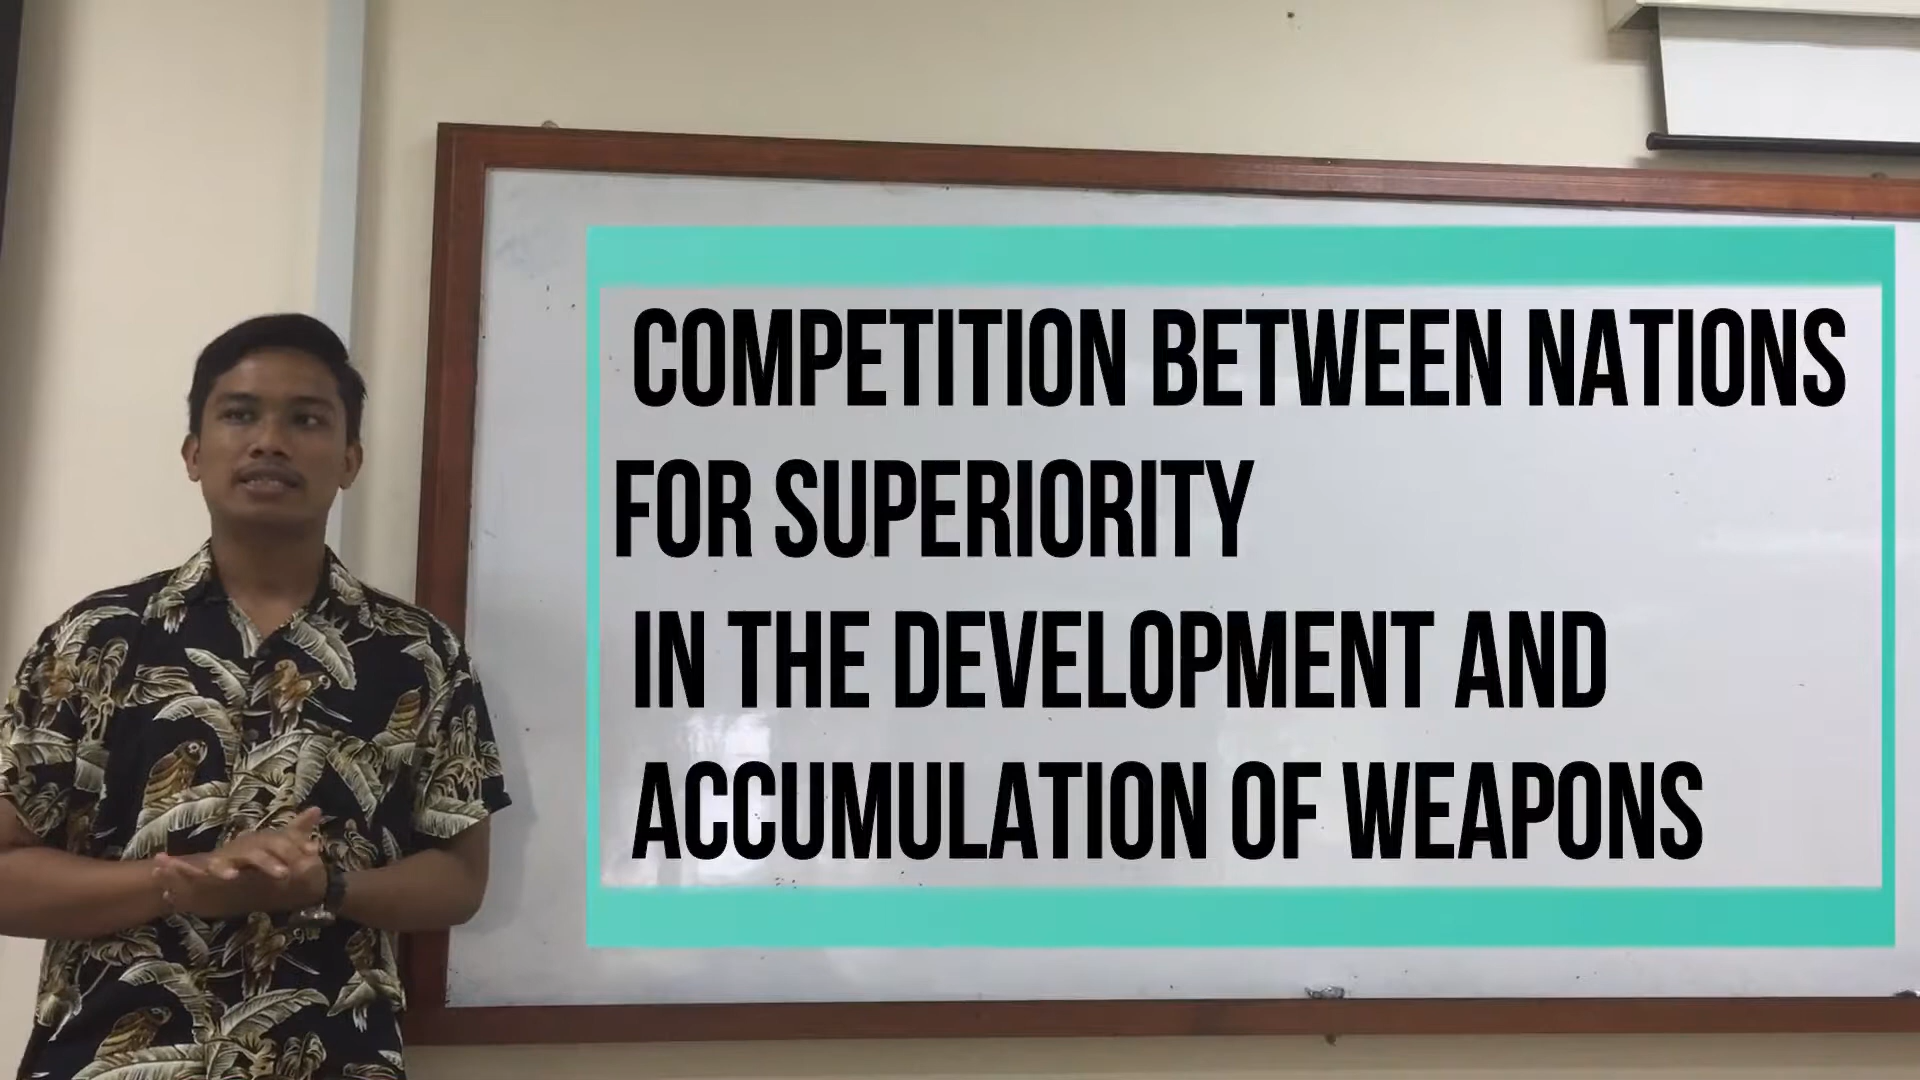 COMPETITION BETWEEN NATIONS
FOR SUPERIORITY
IN THE DEVELOPMENT AND
ACCUMULATION OF WEAPONS